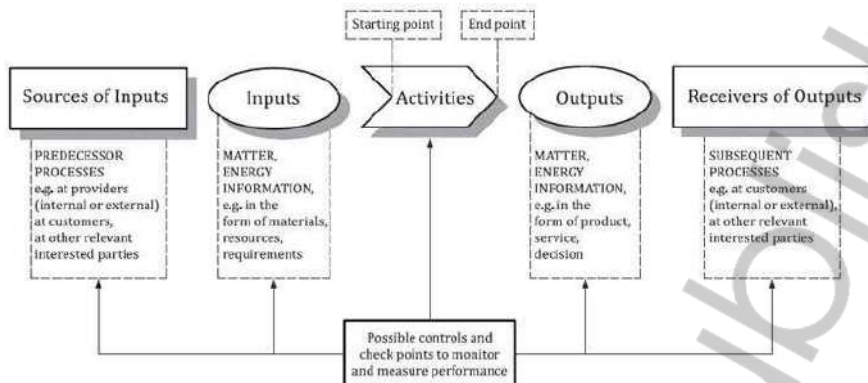 Starting point
End point
Sources of Inputs
Inputs
Activities
Outputs
Receivers of Outputs
PREDECESSOR
PROCESSES
e.g. at providers
(internal or external)
at customers,
at other relevant
interested parties
MATTER,
ENERGY
INFORMATION,
e.g. in the
form of materials,
resources,
requirements
MATTER,
ENERGY
INFORMATION,
e.g. in the
form of product,
service,
decision
SUBSEQUENT
PROCESSES
e.g. at customers
(internal or external),
at other relevant
interested parties
Possible controls and
check points to monitor
and measure performance